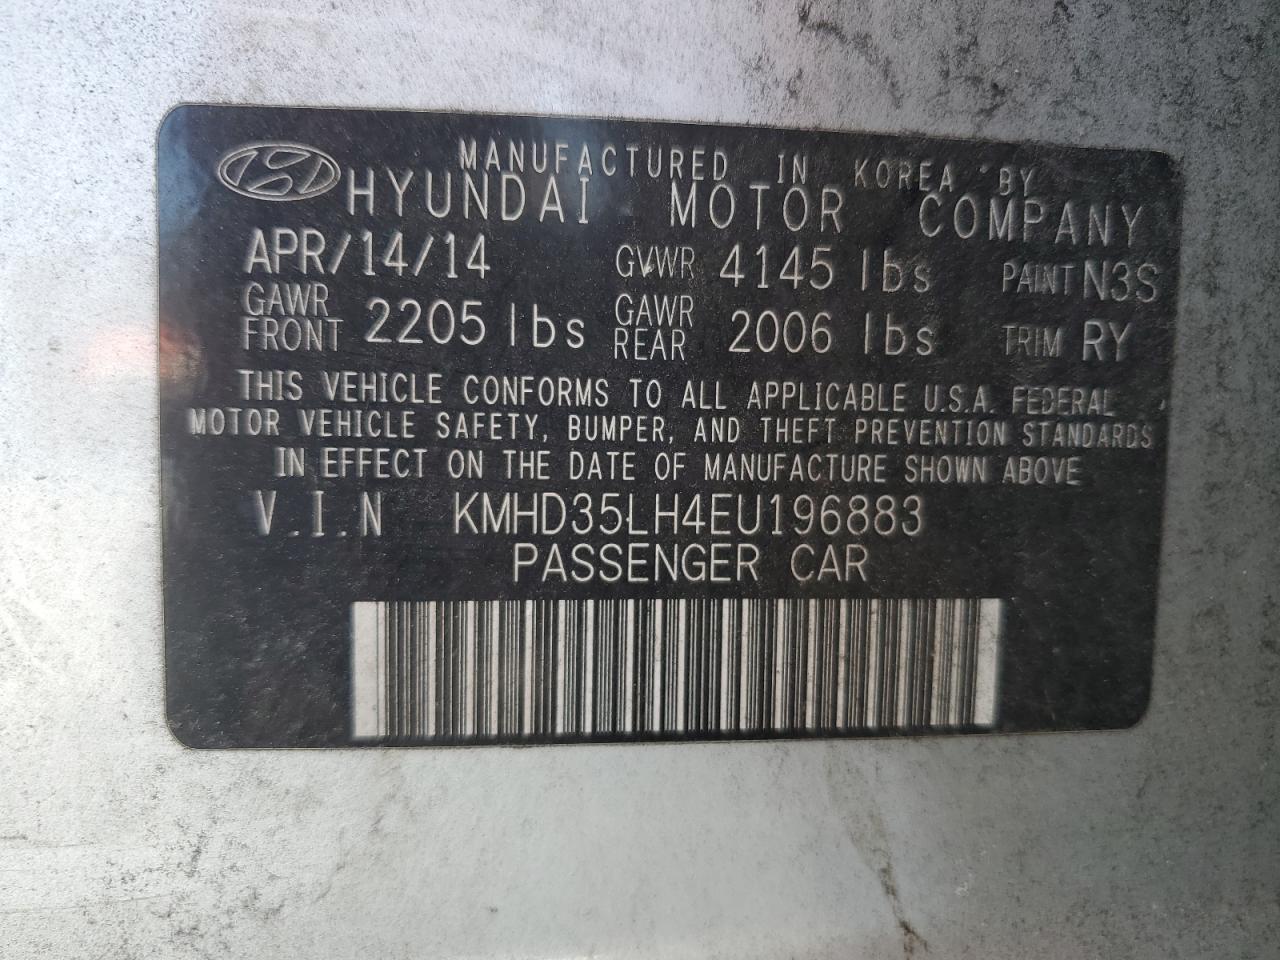 MANUFACTURED IN KOREA BY
HYUNDAI MOTOR COMPANY
APR/14/14 GVWR 4145 lbs PAINT N3S
GAWR FRONT 2205 lbs GAWR REAR 2006 lbs TRIM RY
THIS VEHICLE CONFORMS TO ALL APPLICABLE U.S.A. FEDERAL
MOTOR VEHICLE SAFETY, BUMPER, AND THEFT PREVENTION STANDARDS
IN EFFECT ON THE DATE OF MANUFACTURE SHOWN ABOVE
V.I.N KMHD35LH4EU196883
PASSENGER CAR